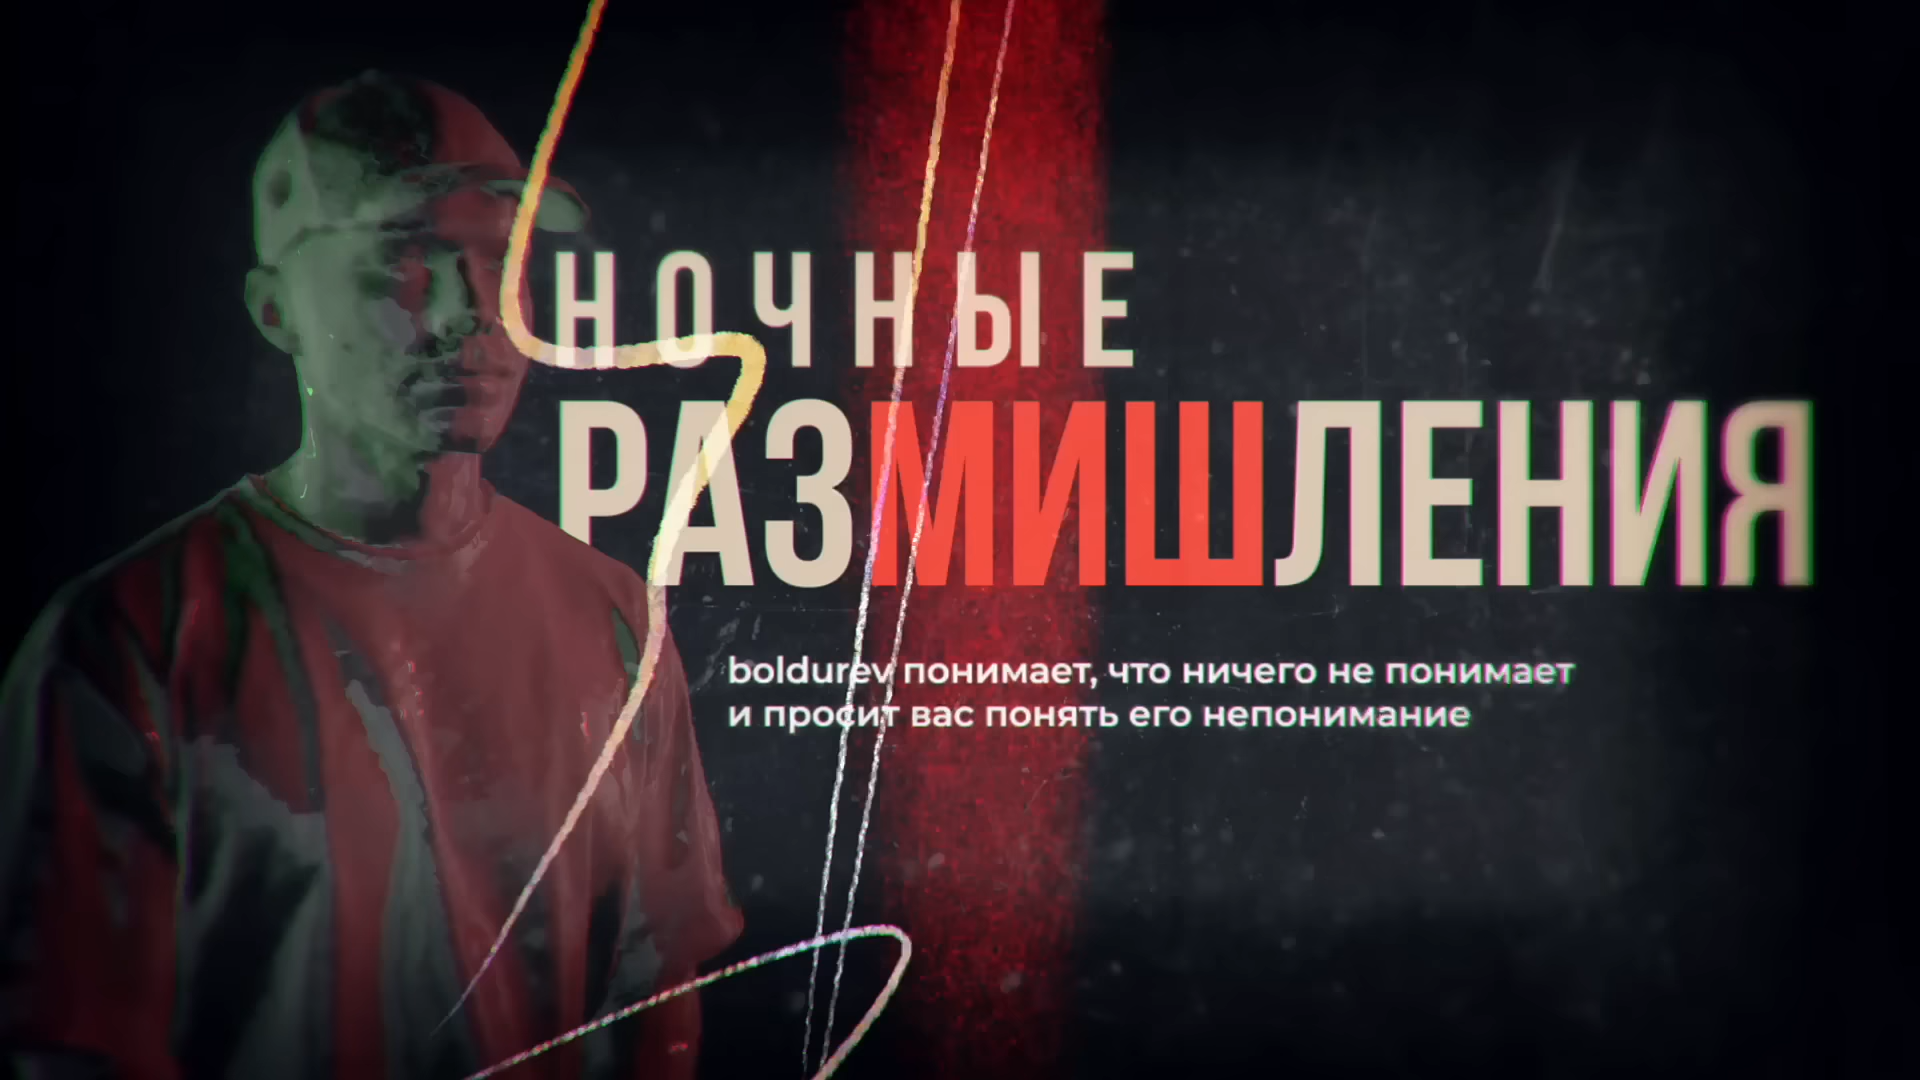 НОЧНЫЕ
РАЗМИШЛЕНИЯ
boldurev понимает, что ничего не понимает
и просит вас понять его непонимание